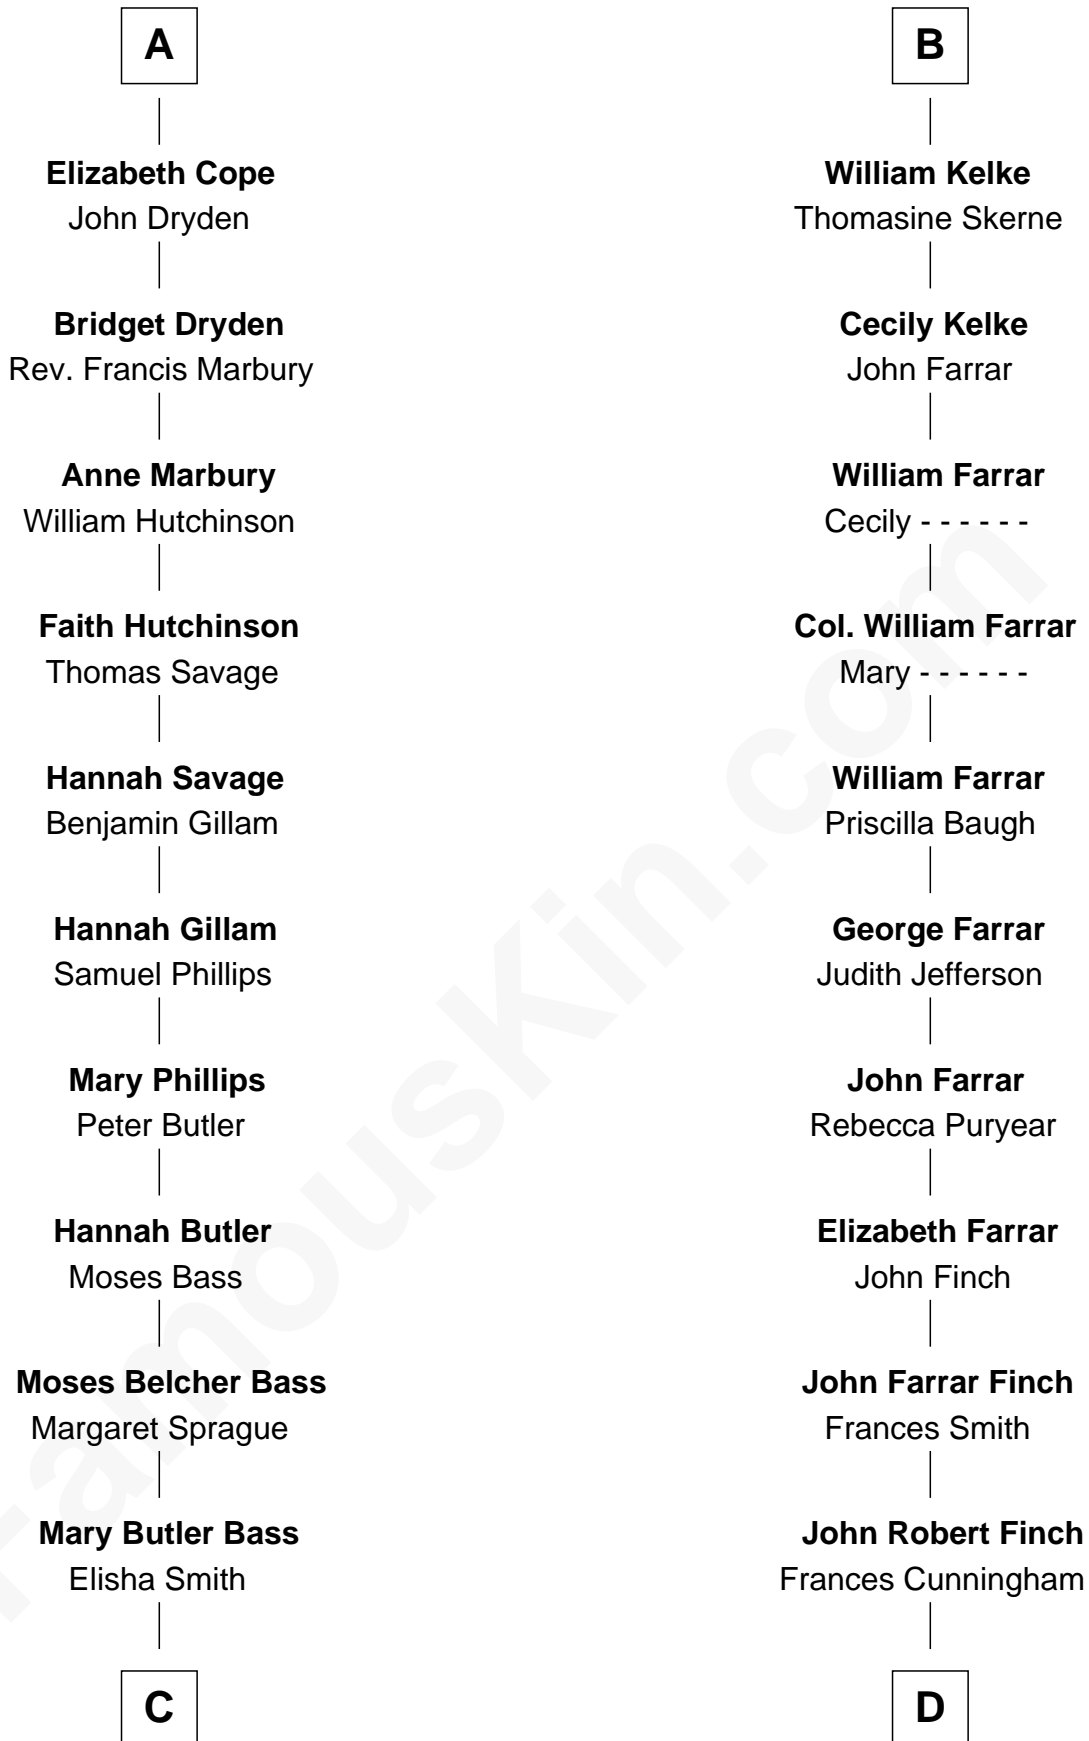 A
Elizabeth Cope
John Dryden
Bridget Dryden
Rev. Francis Marbury
Anne Marbury
William Hutchinson
Faith Hutchinson
Thomas Savage
Hannah Savage
Benjamin Gillam
Hannah Gillam
Samuel Phillips
Mary Phillips
Peter Butler
Hannah Butler
Moses Bass
Moses Belcher Bass
Margaret Sprague
Mary Butler Bass
Elisha Smith
C
B
William Kelke
Thomasine Skerne
Cecily Kelke
John Farrar
William Farrar
Cecily - - - - - -
Col. William Farrar
Mary - - - - - -
William Farrar
Priscilla Baugh
George Farrar
Judith Jefferson
John Farrar
Rebecca Puryear
Elizabeth Farrar
John Finch
John Farrar Finch
Frances Smith
John Robert Finch
Frances Cunningham
D
FamousKin.com